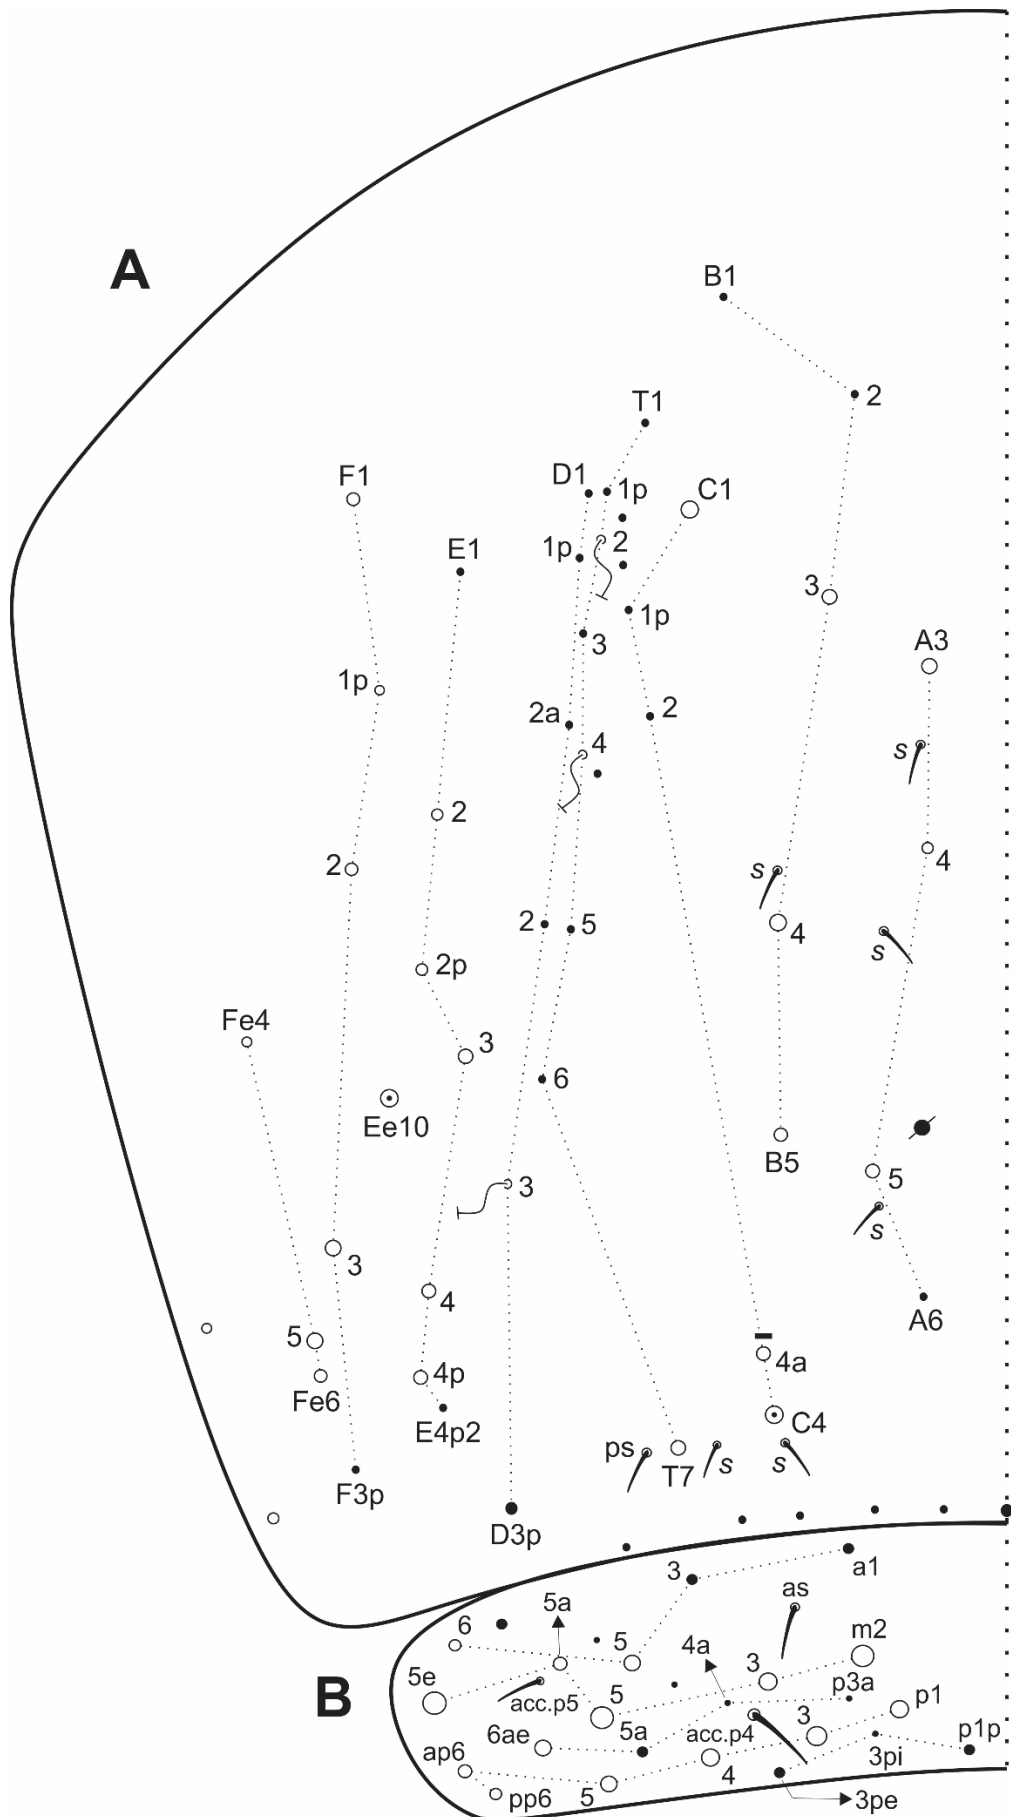 A
B1
2
T1
F1
D1
1p
C1
E1
1p
2
1p
3
3
A3
1p
2a
2
4
s
2
2
4
s
4
2
5
s
2p
Fe4
3
6
Ee10
B5
3
5
s
3
4
A6
5
4a
Fe6
4p
C4
E4p2
ps
T7
s
s
F3p
D3p
3
a1
as
5a
6
5
4a
m2
3
5e
p3a
acc.p5
5
p1
B
5a
acc.p4
3
6ae
p1p
ap6
3pi
4
pp6
5
3pe